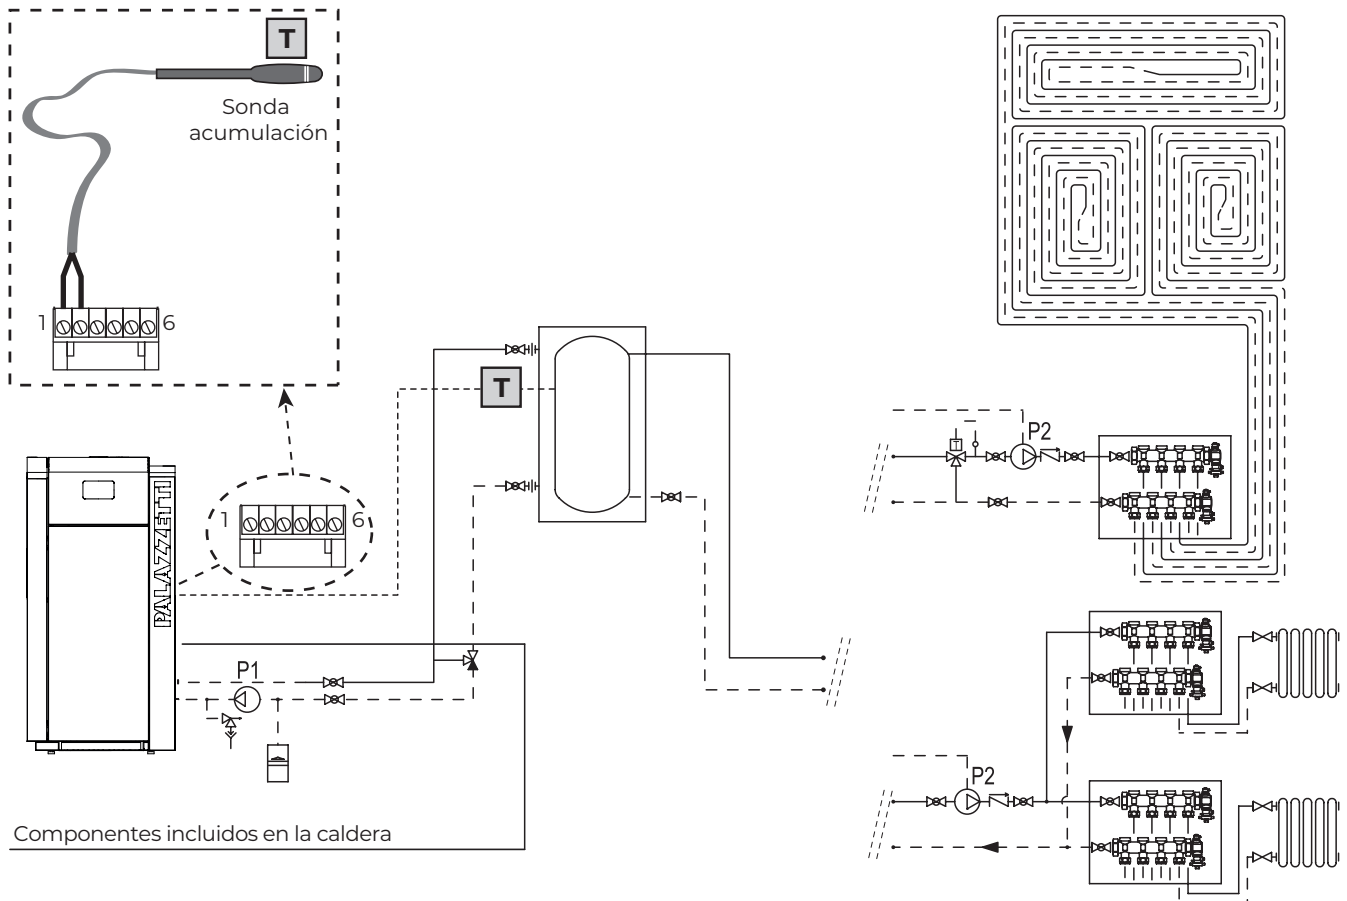 T
Sonda
acumulación
1 6
T
P2
1 6
PALAZZETTI
T
P1
P2
Componentes incluidos en la caldera